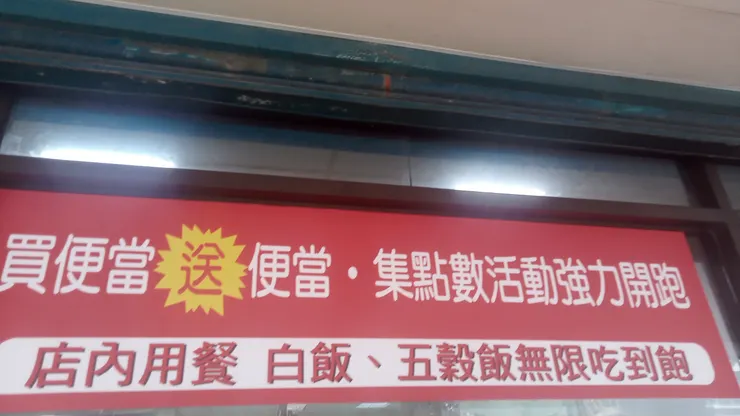 買便當送便當・集點數活動強力開跑
店內用餐 白飯、五穀飯無限吃到飽